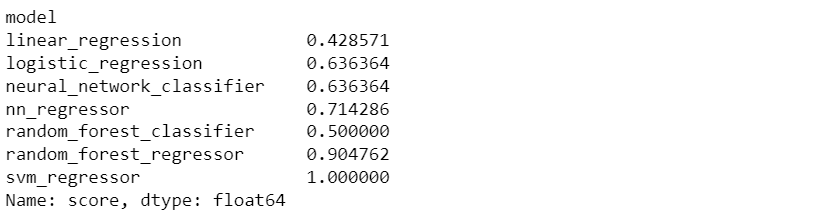 model
linear_regression 0.428571
logistic_regression 0.636364
neural_network_classifier 0.636364
nn_regressor 0.714286
random_forest_classifier 0.500000
random_forest_regressor 0.904762
svm_regressor 1.000000
Name: score, dtype: float64